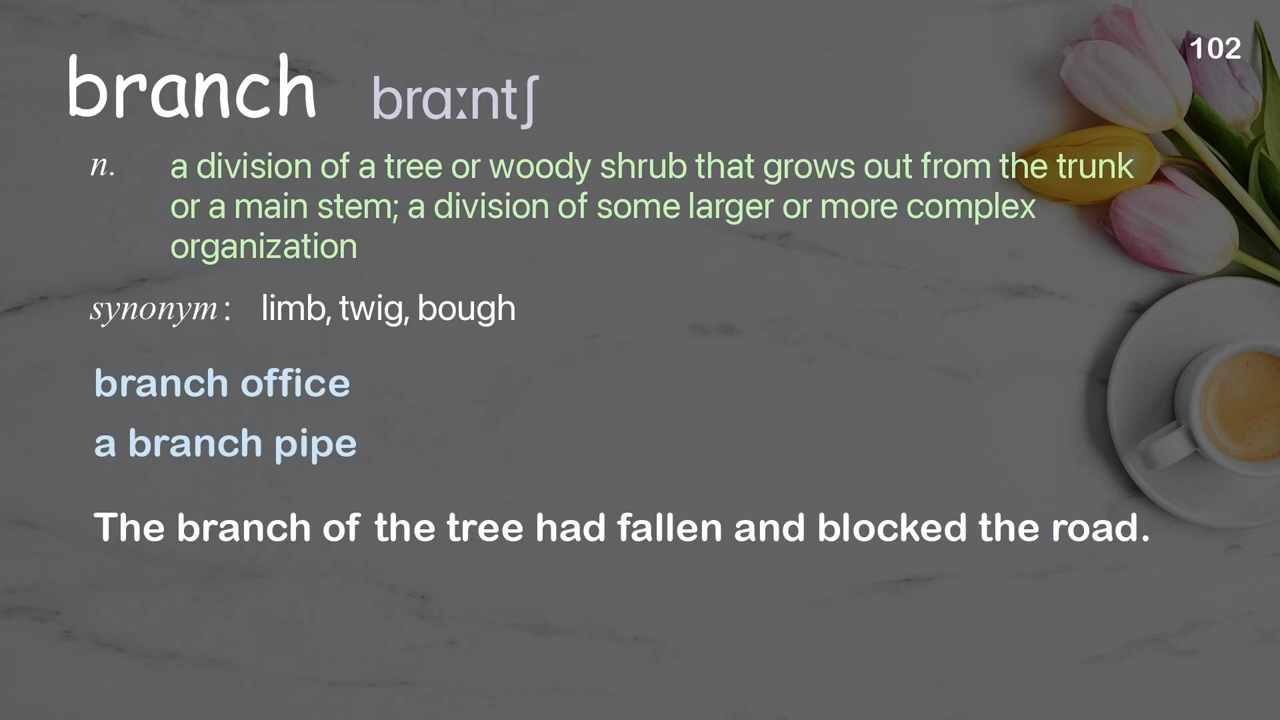 102
branch brɑːntʃ
n. a division of a tree or woody shrub that grows out from the trunk
or a main stem; a division of some larger or more complex
organization
synonym: limb, twig, bough
branch office
a branch pipe
The branch of the tree had fallen and blocked the road.